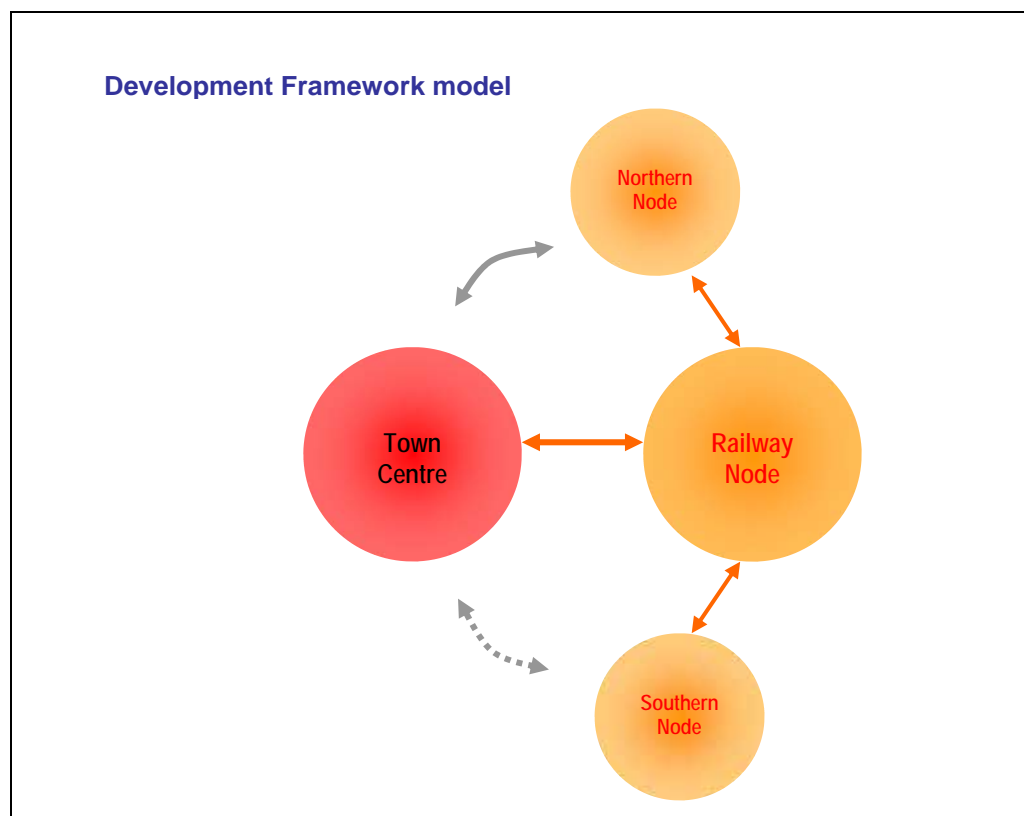 Development Framework model
Northern
Node
Town
Centre
Railway
Node
Southern
Node